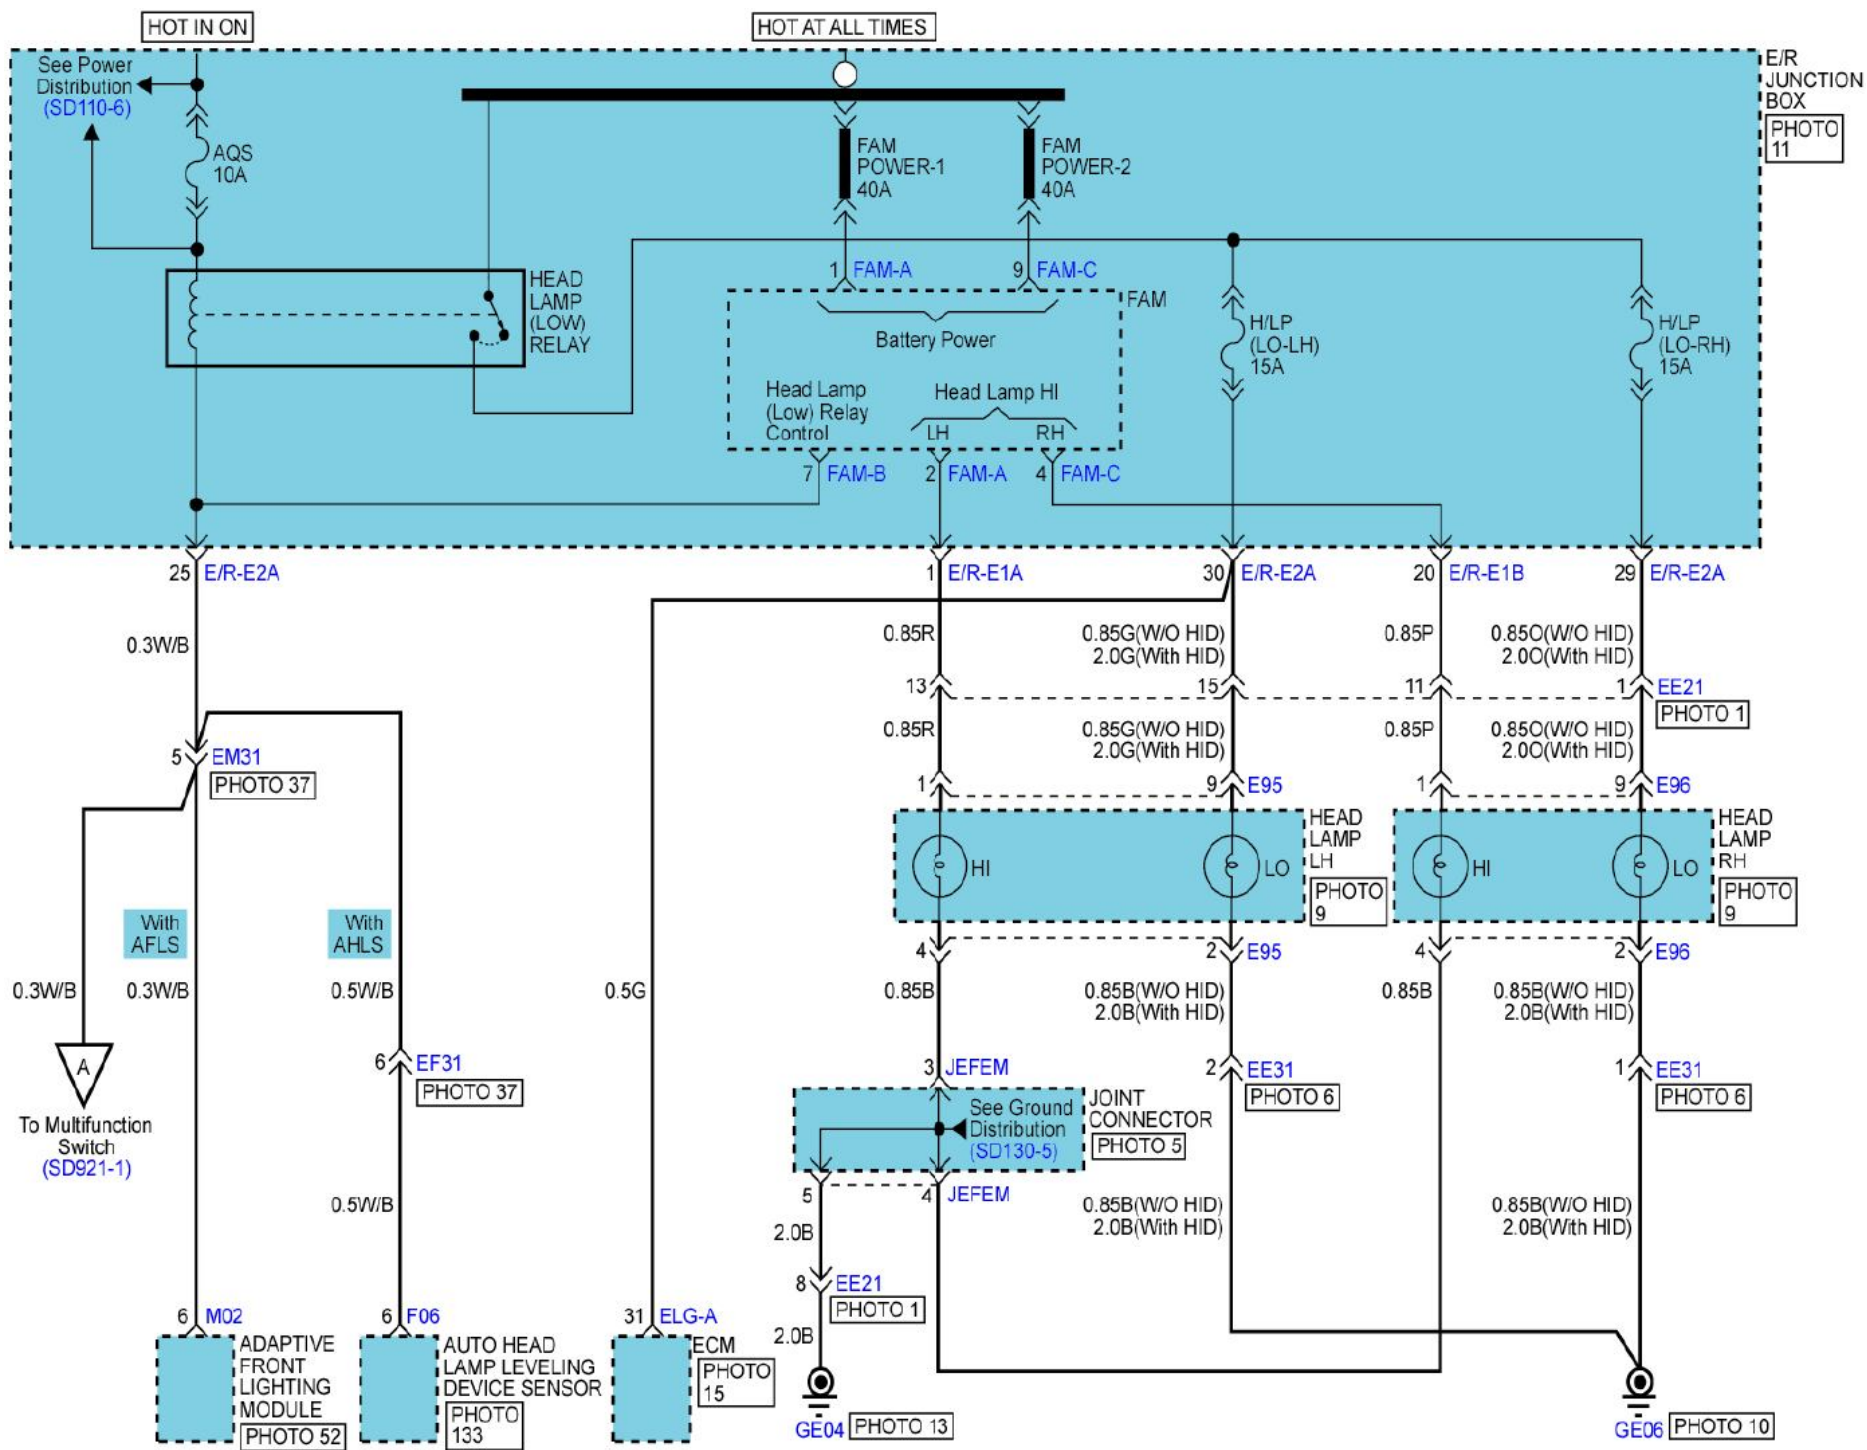 HOT IN ON
HOT AT ALL TIMES
See Power
Distribution
(SD110-6)
AQS
10A
FAM
POWER-1
40A
FAM
POWER-2
40A
E/R
JUNCTION
BOX
PHOTO
11
HEAD
LAMP
(LOW)
RELAY
1 FAM-A
9 FAM-C
FAM
Battery Power
Head Lamp
(Low) Relay
Control
Head Lamp HI
LH
RH
H/LP
(LO-LH)
15A
H/LP
(LO-RH)
15A
7 FAM-B
2 FAM-A
4 FAM-C
25 E/R-E2A
1 E/R-E1A
30 E/R-E2A
20 E/R-E1B
29 E/R-E2A
0.3W/B
0.85R
0.85G(W/O HID)
2.0G(With HID)
0.85P
0.85O(W/O HID)
2.0O(With HID)
13
15
11
1 EE21
PHOTO 1
0.85R
0.85G(W/O HID)
2.0G(With HID)
0.85P
0.85O(W/O HID)
2.0O(With HID)
5 EM31
PHOTO 37
1
9 E95
1
9 E96
HI
LO
HEAD
LAMP
LH
PHOTO
9
HI
LO
HEAD
LAMP
RH
PHOTO
9
With
AFLS
With
AHLS
4
2 E95
4
2 E96
0.3W/B
0.3W/B
0.5W/B
0.5G
0.85B
0.85B(W/O HID)
2.0B(With HID)
0.85B
0.85B(W/O HID)
2.0B(With HID)
A
To Multifunction
Switch
(SD921-1)
6 EF31
PHOTO 37
3 JEFEM
2 EE31
PHOTO 6
1 EE31
PHOTO 6
See Ground
Distribution
(SD130-5)
JOINT
CONNECTOR
PHOTO 5
5
4 JEFEM
0.5W/B
2.0B
0.85B(W/O HID)
2.0B(With HID)
0.85B(W/O HID)
2.0B(With HID)
8 EE21
PHOTO 1
2.0B
6 M02
6 F06
31 ELG-A
ADAPTIVE
FRONT
LIGHTING
MODULE
PHOTO 52
AUTO HEAD
LAMP LEVELING
DEVICE SENSOR
PHOTO
133
ECM
PHOTO
15
GE04 PHOTO 13
GE06 PHOTO 10